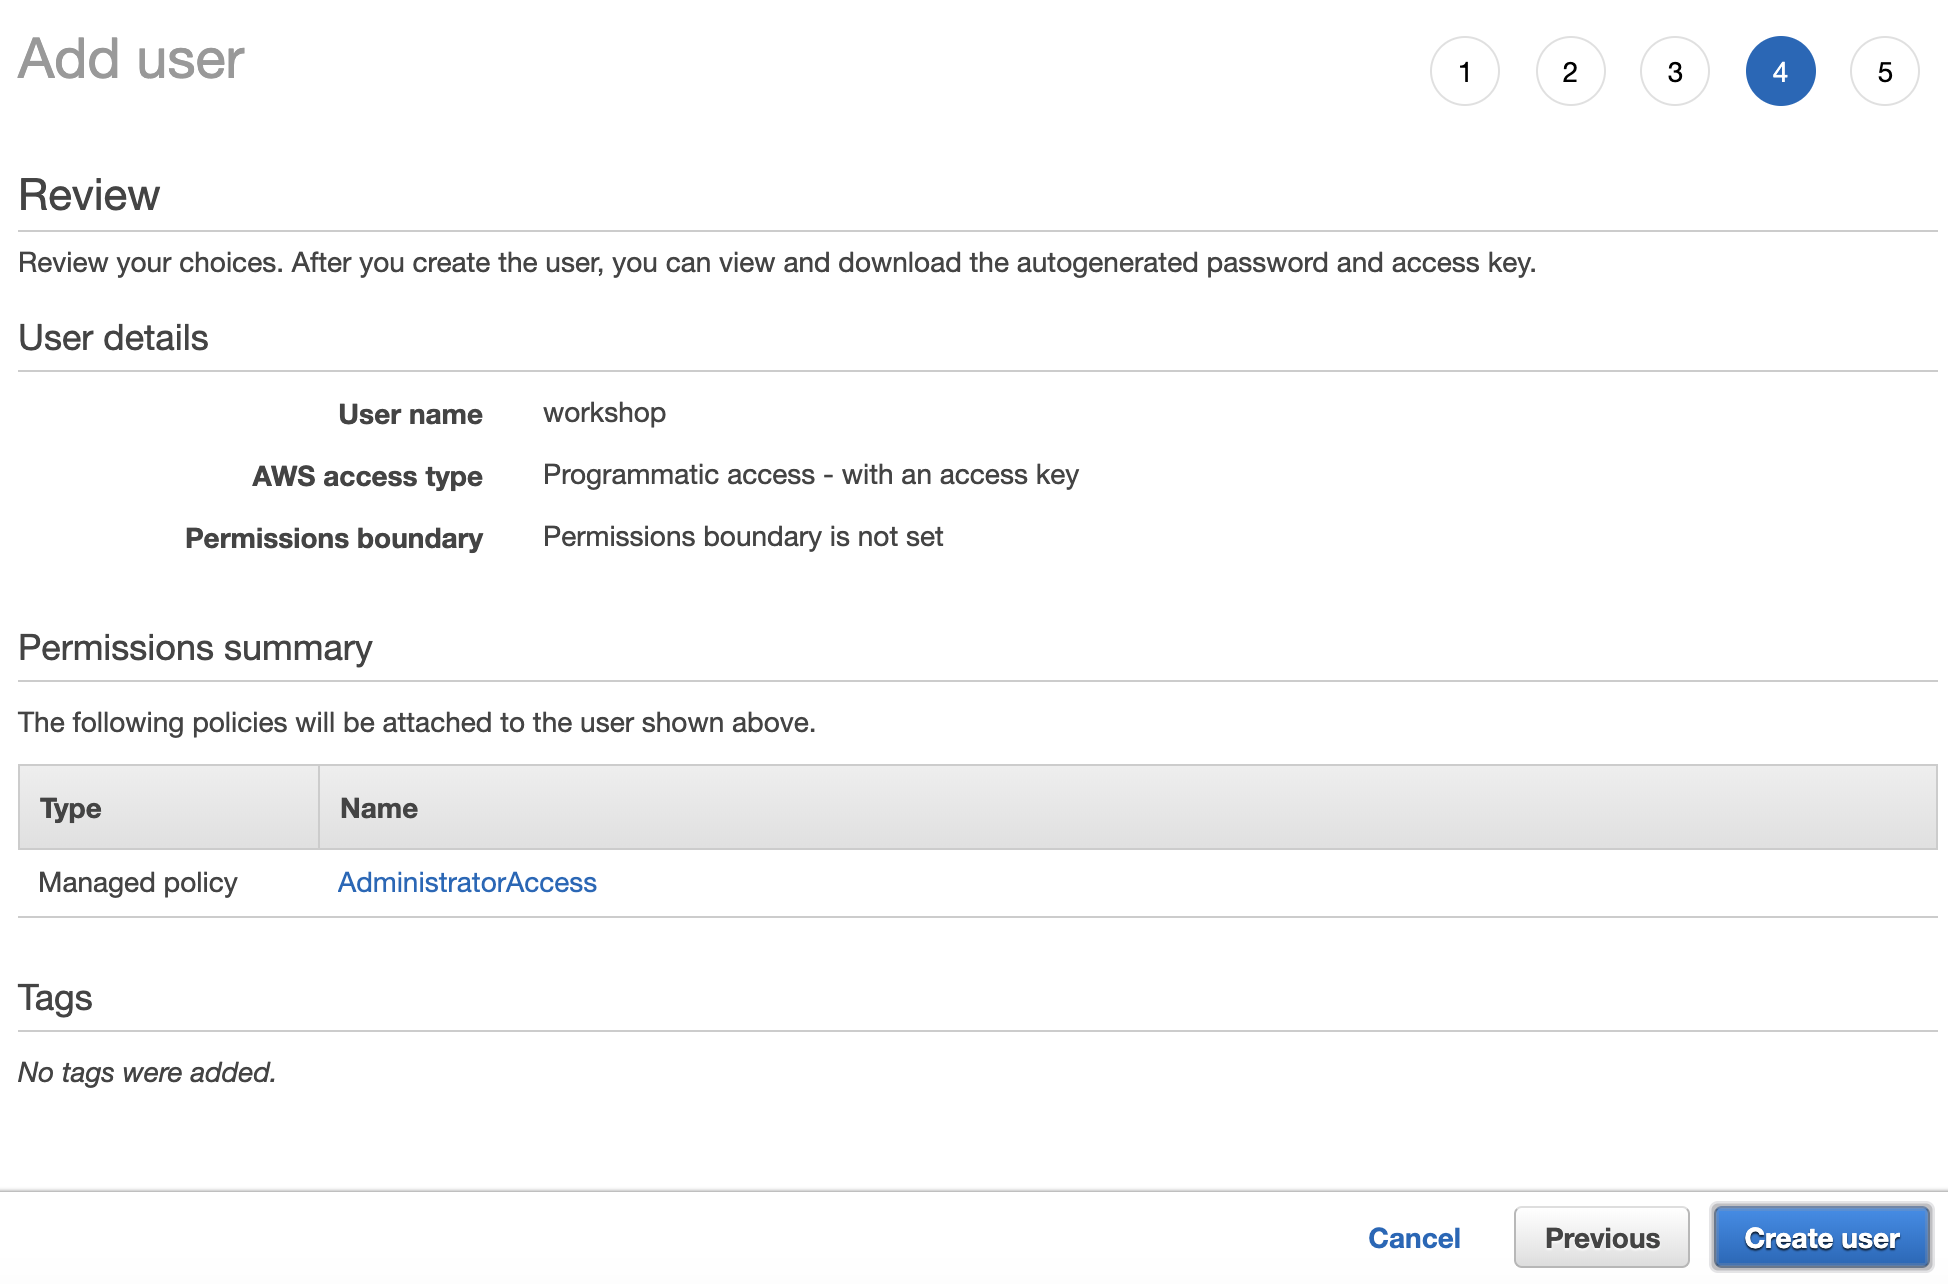 Add user
1 2 3 4 5
Review
Review your choices. After you create the user, you can view and download the autogenerated password and access key.
User details
User name workshop
AWS access type Programmatic access - with an access key
Permissions boundary Permissions boundary is not set
Permissions summary
The following policies will be attached to the user shown above.
Type Name
Managed policy AdministratorAccess
Tags
No tags were added.
Cancel Previous Create user